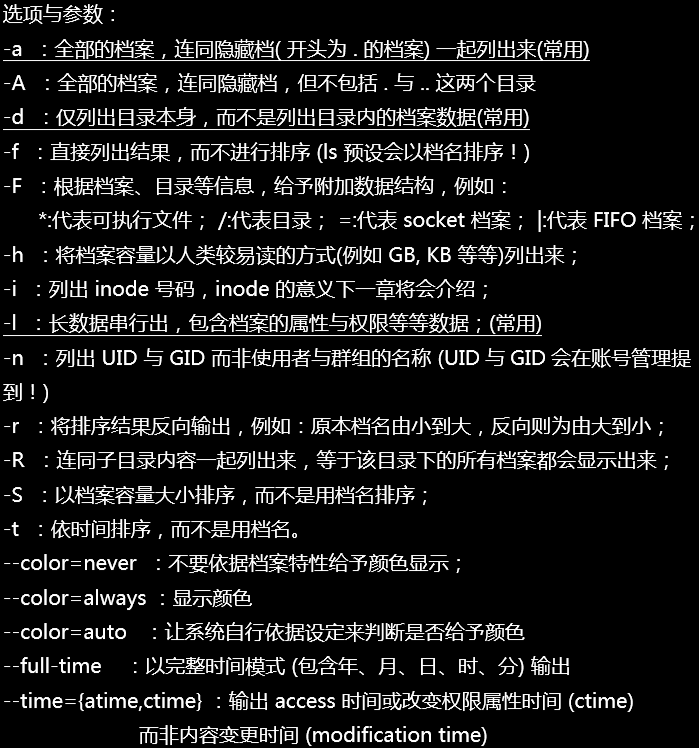 选项与参数：
-a ：全部的档案，连同隐藏档( 开头为 . 的档案) 一起列出来(常用)
-A ：全部的档案，连同隐藏档，但不包括 . 与 .. 这两个目录
-d ：仅列出目录本身，而不是列出目录内的档案数据(常用)
-f ：直接列出结果，而不进行排序 (ls 预设会以档名排序！)
-F ：根据档案、目录等信息，给予附加数据结构，例如：
*:代表可执行文件； /:代表目录； =:代表 socket 档案； |:代表 FIFO 档案；
-h ：将档案容量以人类较易读的方式(例如 GB, KB 等等)列出来；
-i ：列出 inode 号码，inode 的意义下一章将会介绍；
-l ：长数据串行出，包含档案的属性与权限等等数据；(常用)
-n ：列出 UID 与 GID 而非使用者与群组的名称 (UID 与 GID 会在账号管理提
到！)
-r ：将排序结果反向输出，例如：原本档名由小到大，反向则为由大到小；
-R ：连同子目录内容一起列出来，等于该目录下的所有档案都会显示出来；
-S ：以档案容量大小排序，而不是用档名排序；
-t ：依时间排序，而不是用档名。
--color=never ：不要依据档案特性给予颜色显示；
--color=always ：显示颜色
--color=auto ：让系统自行依据设定来判断是否给予颜色
--full-time ：以完整时间模式 (包含年、月、日、时、分) 输出
--time={atime,ctime} ：输出 access 时间或改变权限属性时间 (ctime)
而非内容变更时间 (modification time)